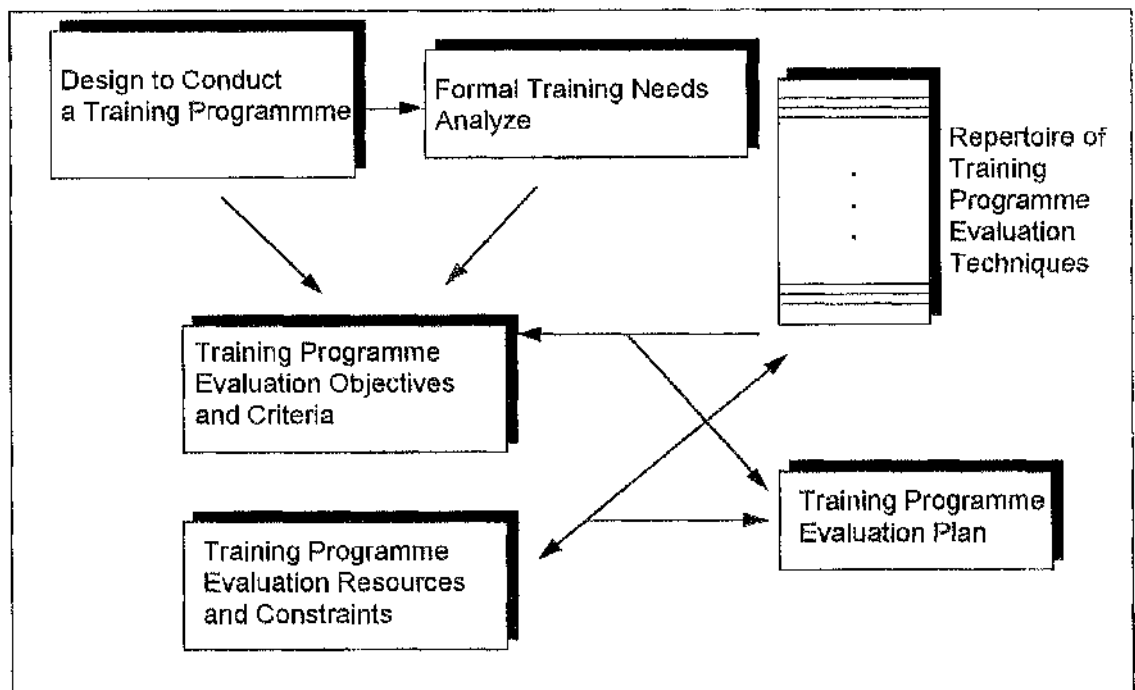 Design to Conduct
a Training Programmme
Formal Training Needs
Analyze
Repertoire of
Training
Programme
Evaluation
Techniques
Training Programme
Evaluation Objectives
and Criteria
Training Programme
Evaluation Plan
Training Programme
Evaluation Resources
and Constraints